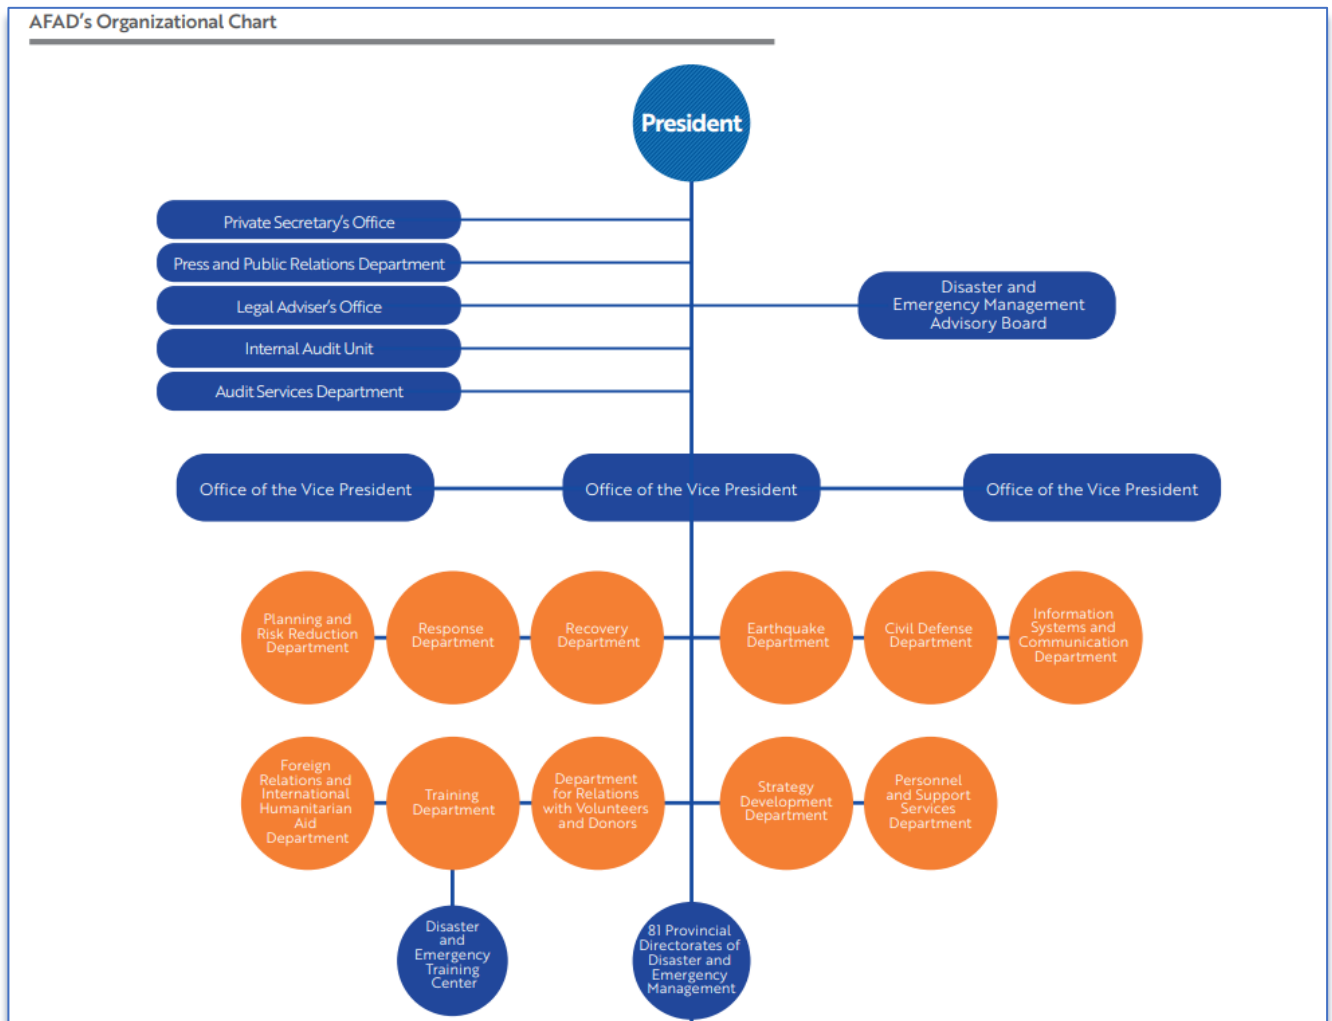 AFAD's Organizational Chart
President
Private Secretary's Office
Press and Public Relations Department
Legal Adviser's Office
Internal Audit Unit
Audit Services Department
Disaster and
Emergency Management
Advisory Board
Office of the Vice President
Office of the Vice President
Office of the Vice President
Planning and
Risk Reduction
Department
Response
Department
Recovery
Department
Earthquake
Department
Civil Defense
Department
Information
Systems and
Communication
Department
Foreign
Relations and
International
Humanitarian
Aid
Department
Training
Department
Department
for Relations
with Volunteers
and Donors
Strategy
Development
Department
Personnel
and Support
Services
Department
Disaster
and
Emergency
Training
Center
81 Provincial
Directorates of
Disaster and
Emergency
Management